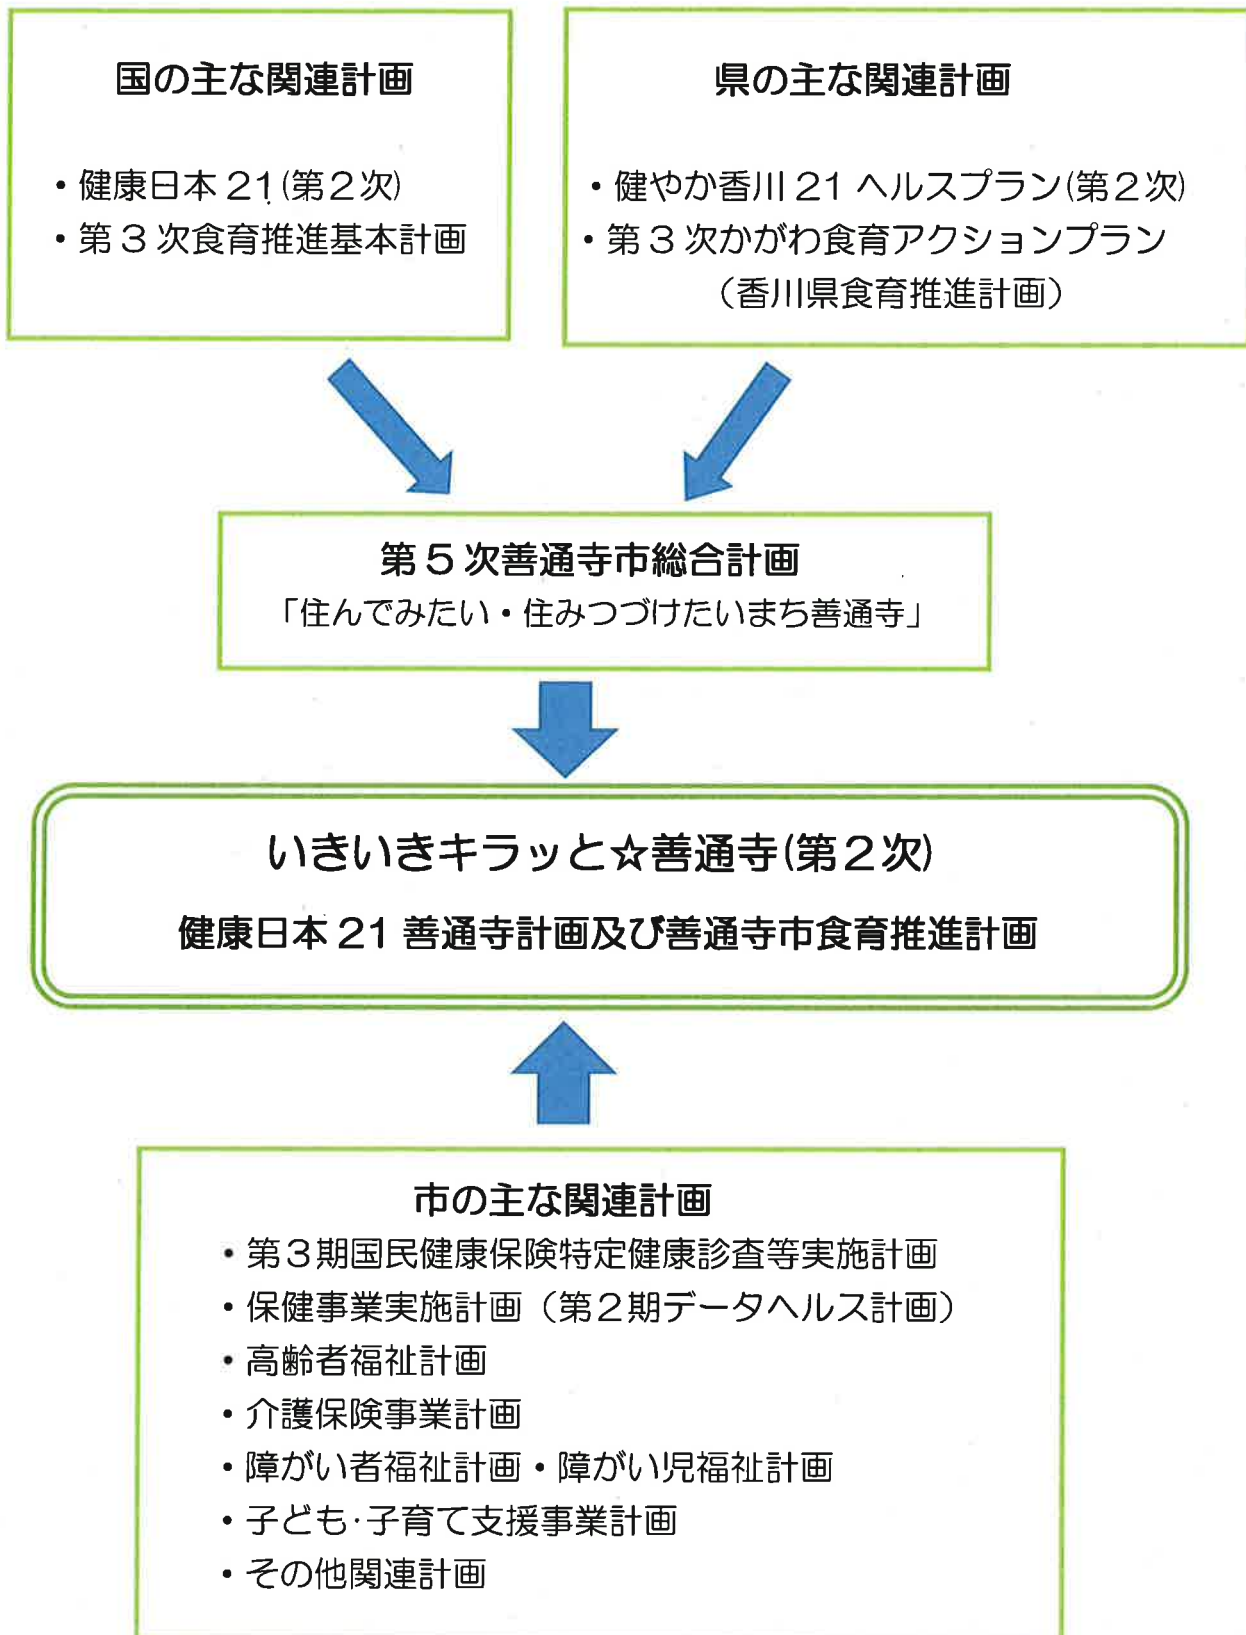 国の主な関連計画
・健康日本21(第2次)
・第3次食育推進基本計画
県の主な関連計画
・健やか香川21ヘルスプラン(第2次)
・第3次かがわ食育アクションプラン
（香川県食育推進計画）
第5次善通寺市総合計画
「住んでみたい・住みつづけたいまち善通寺」
いきいきキラッと☆善通寺(第2次)
健康日本21善通寺計画及び善通寺市食育推進計画
市の主な関連計画
・第3期国民健康保険特定健康診査等実施計画
・保健事業実施計画（第2期データヘルス計画）
・高齢者福祉計画
・介護保険事業計画
・障がい者福祉計画・障がい児福祉計画
・子ども・子育て支援事業計画
・その他関連計画